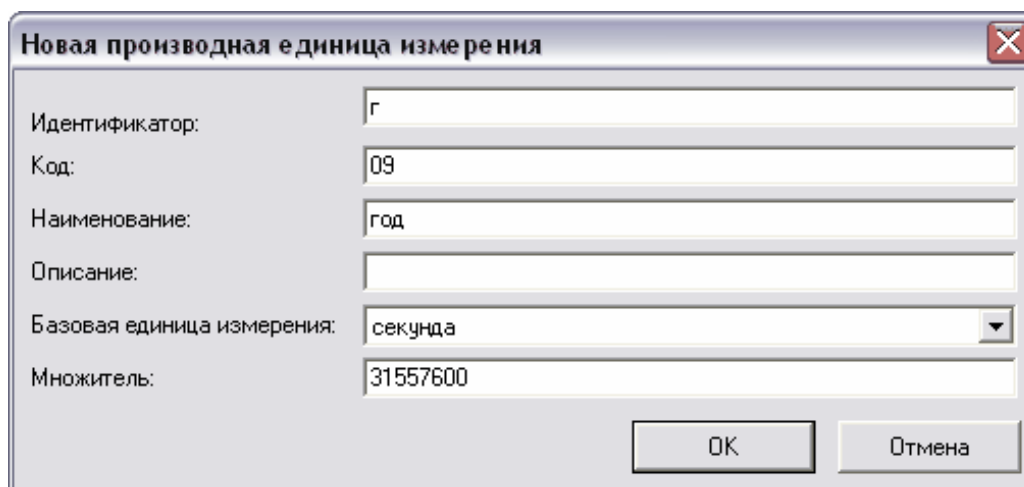 Новая производная единица измерения
Идентификатор: г
Код: 09
Наименование: год
Описание:
Базовая единица измерения: секунда
Множитель: 31557600
OK Отмена